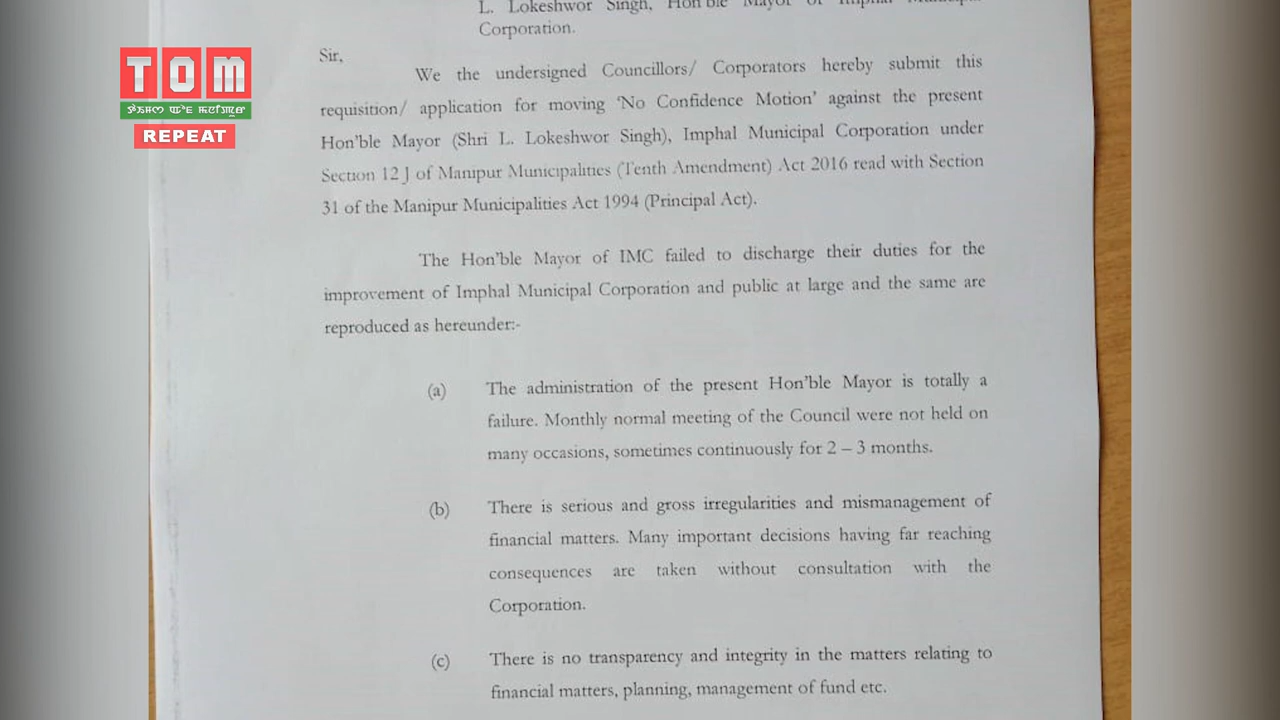 L. Lokeshwor Singh, Hon'ble Mayor of Imphal Municipal
Corporation.
Sir,
We the undersigned Councillors/ Corporators hereby submit this
requisition/ application for moving 'No Confidence Motion' against the present
Hon'ble Mayor (Shri L. Lokeshwor Singh), Imphal Municipal Corporation under
Section 12 J of Manipur Municipalities (Tenth Amendment) Act 2016 read with Section
31 of the Manipur Municipalities Act 1994 (Principal Act).
The Hon'ble Mayor of IMC failed to discharge their duties for the
improvement of Imphal Municipal Corporation and public at large and the same are
reproduced as hereunder:-
(a) The administration of the present Hon'ble Mayor is totally a
failure. Monthly normal meeting of the Council were not held on
many occasions, sometimes continuously for 2 – 3 months.
(b) There is serious and gross irregularities and mismanagement of
financial matters. Many important decisions having far reaching
consequences are taken without consultation with the
Corporation.
(c) There is no transparency and integrity in the matters relating to
financial matters, planning, management of fund etc.
TOM
REPEAT